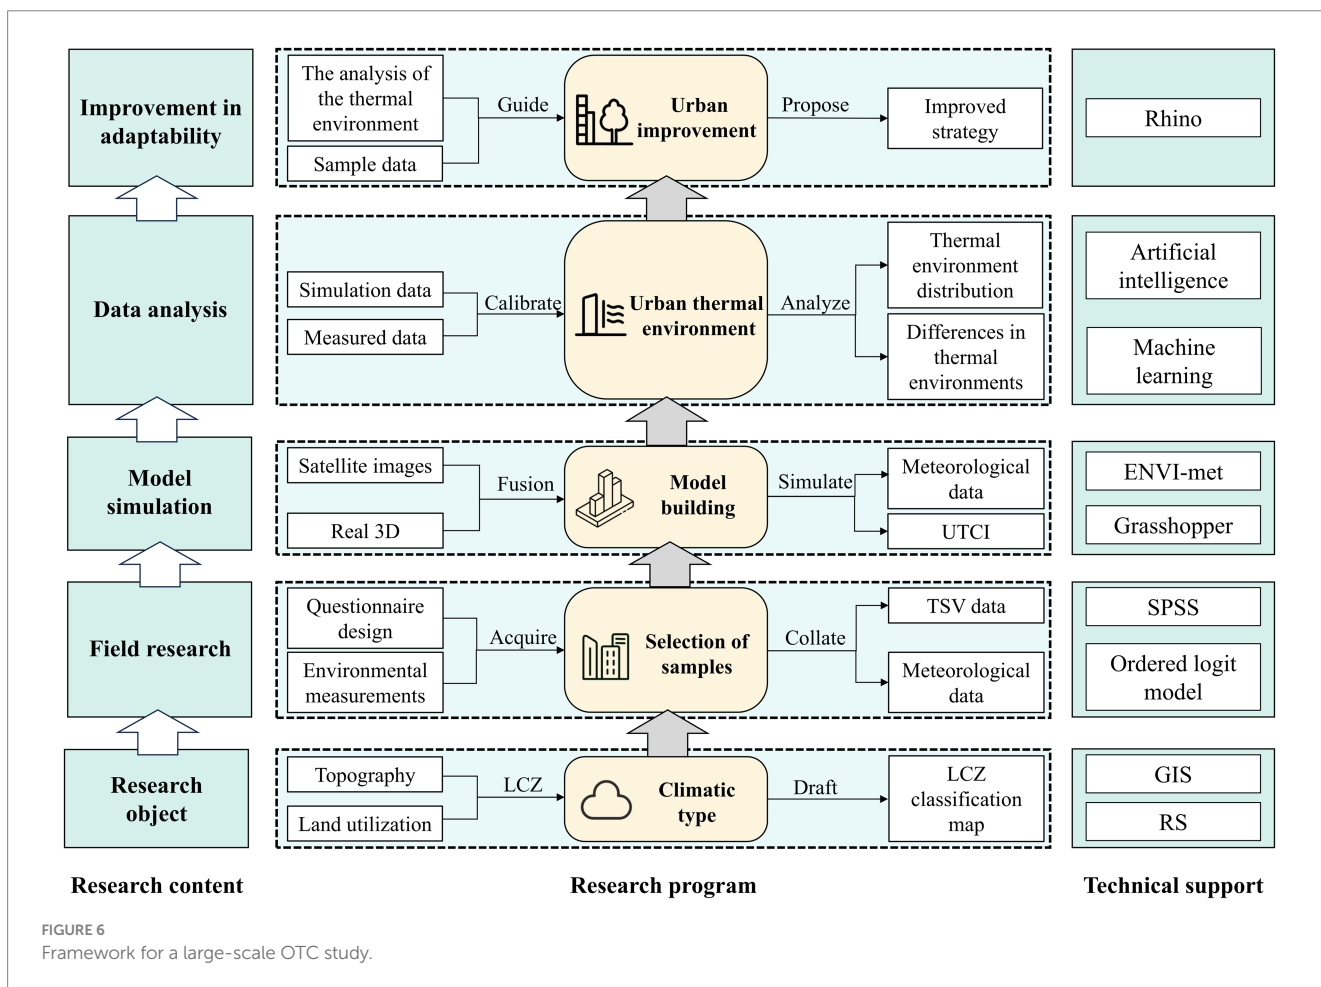 Improvement in
adaptability
The analysis of
the thermal
environment
Sample data
Guide
Urban
improvement
Propose
Improved
strategy
Rhino
Data analysis
Simulation data
Measured data
Calibrate
Urban thermal
environment
Analyze
Thermal
environment
distribution
Differences in
thermal
environments
Artificial
intelligence
Machine
learning
Model
simulation
Satellite images
Real 3D
Fusion
Model
building
Simulate
Meteorological
data
UTCI
ENVI-met
Grasshopper
Field research
Questionnaire
design
Environmental
measurements
Acquire
Selection of
samples
Collate
TSV data
Meteorological
data
SPSS
Ordered logit
model
Research
object
Topography
Land utilization
LCZ
Climatic
type
Draft
LCZ
classification
map
GIS
RS
Research content
Research program
Technical support
FIGURE 6
Framework for a large-scale OTC study.